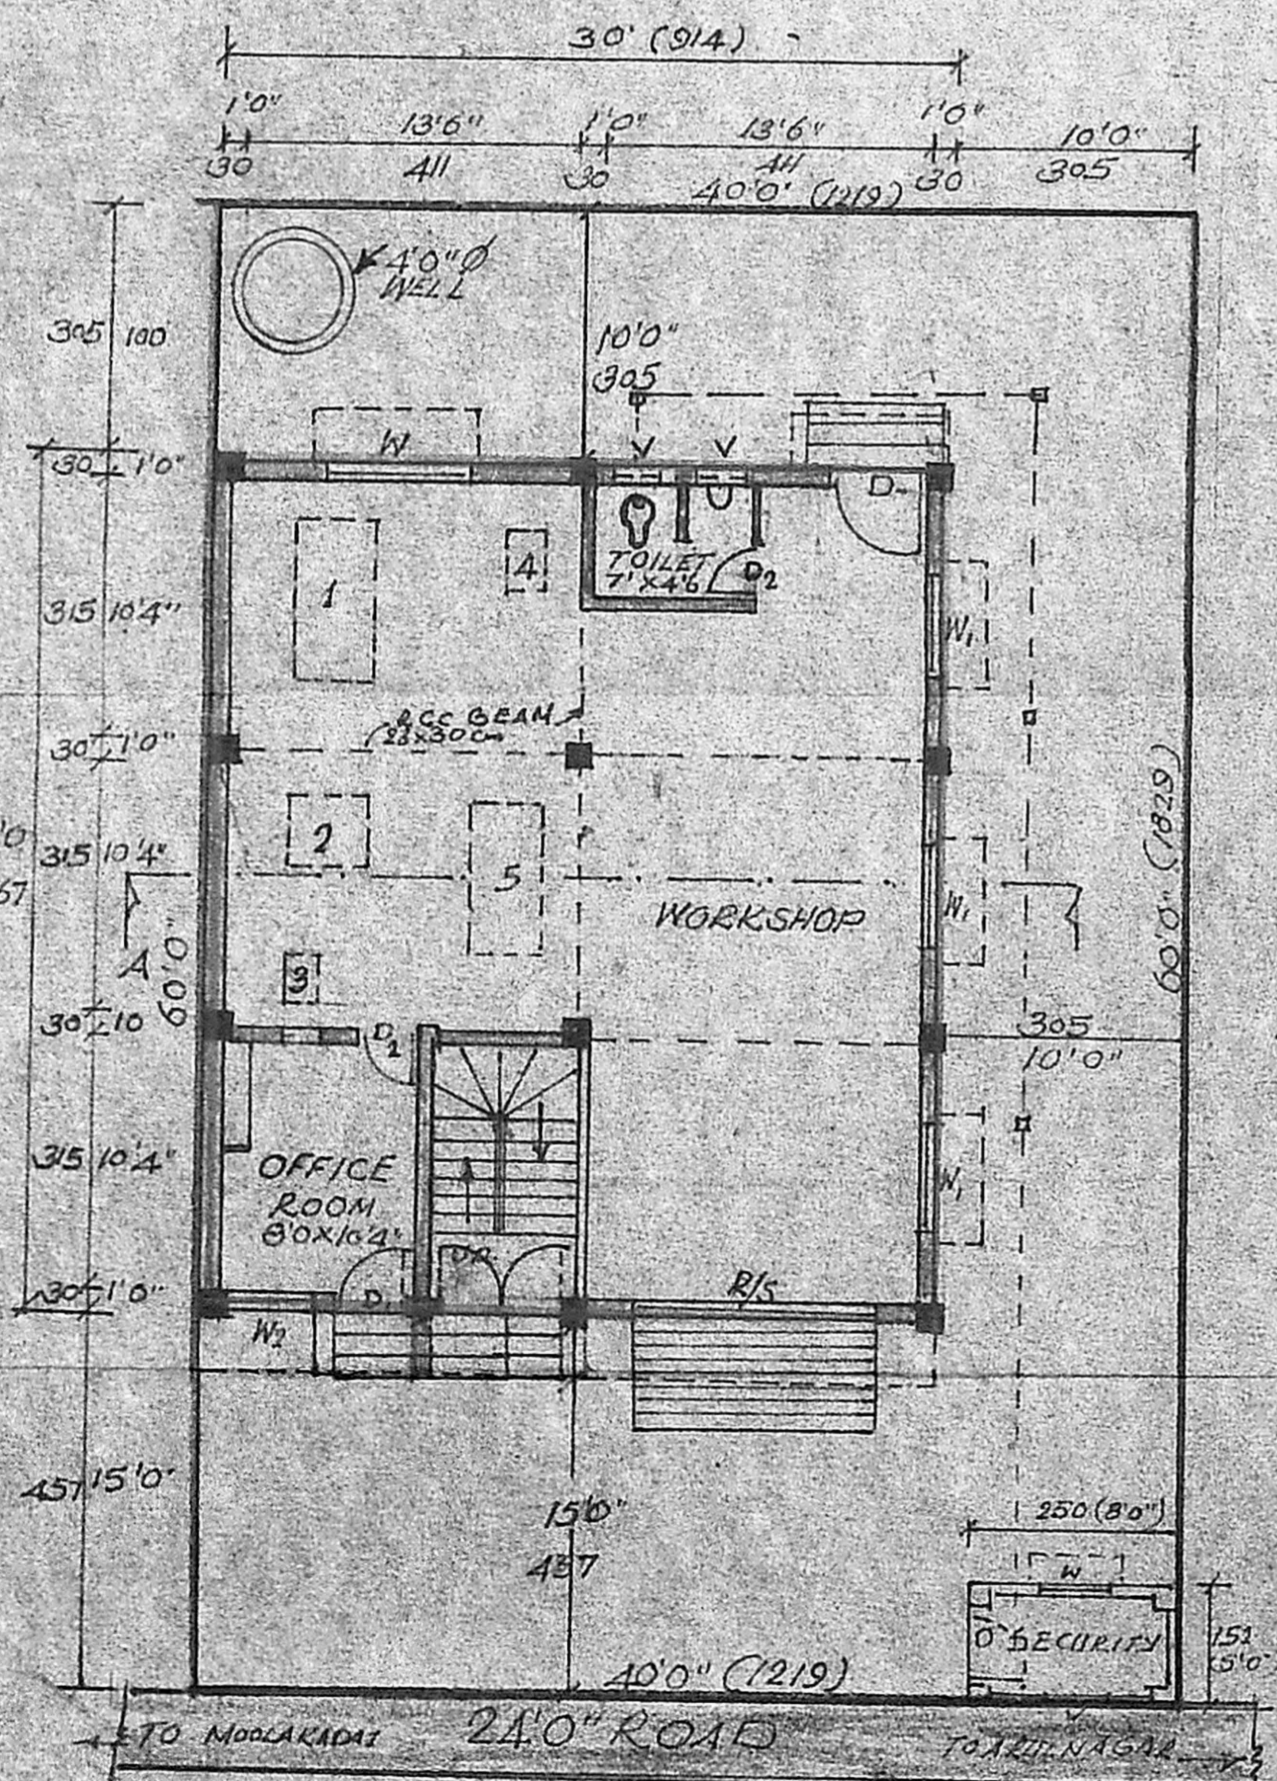 30' (914)
1'0" 13'6" 1'0" 13'6" 1'0" 10'0"
30 411 30 411 30 305
40'0" (1219)
4'0"Ø
WELL
305 100
10'0"
305
W V V
30 1'0"
D
1 4
TOILET
7'X4'6
D2
315 10'4"
W1
RCC BEAM
23x30cm
30 1'0"
60'0" (1829)
2
5
315 10'4"
W1
WORKSHOP
A
60'0"
3
30 10
D2
305
10'0"
315 10'4"
OFFICE
ROOM
8'0X10'4"
W1
30 1'0"
D1
R/S
W2
457 15'0"
15'0"
457
250 (8'0")
W
D SECURITY
152
(5'0"
40'0" (1219)
TO MOOLAKADAI 24'0" ROAD TO ARULNAGAR